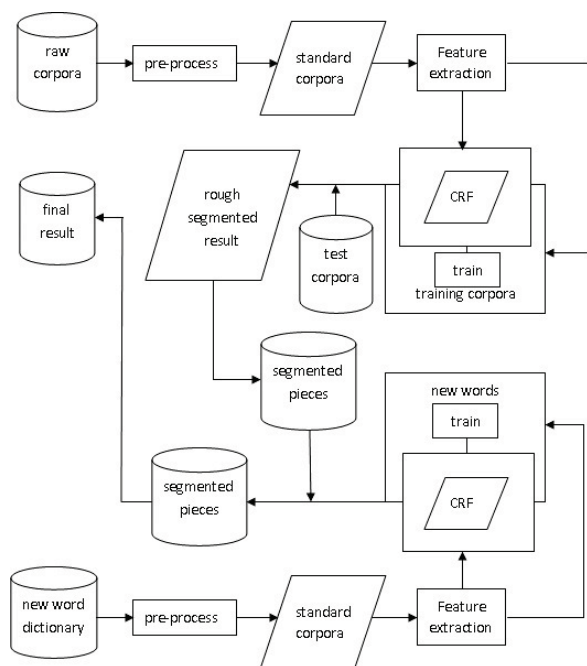 raw
corpora
pre-process
standard
corpora
Feature
extraction
final
result
rough
segmented
result
test
corpora
CRF
train
training corpora
segmented
pieces
new words
train
segmented
pieces
CRF
new word
dictionary
pre-process
standard
corpora
Feature
extraction